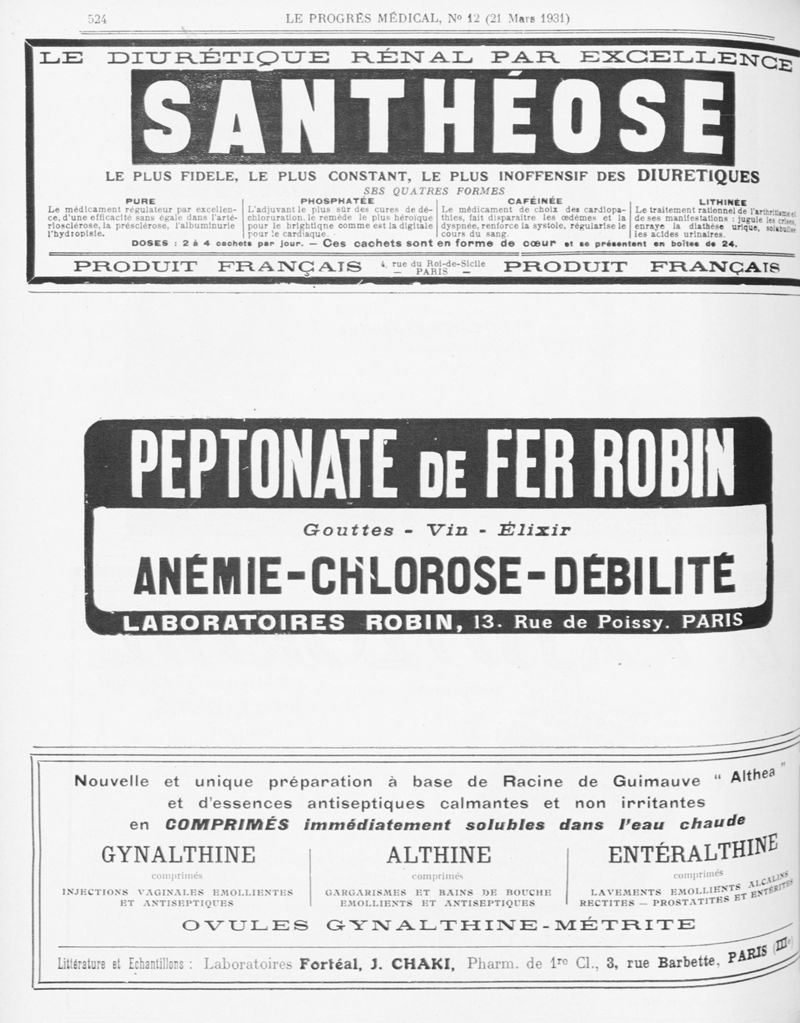 524
LE PROGRÈS MÉDICAL, No 12 (21 Mars 1931)
LE DIURÉTIQUE RÉNAL PAR EXCELLENCE
SANTHÉOSE
LE PLUS FIDELE, LE PLUS CONSTANT, LE PLUS INOFFENSIF DES DIURETIQUES
SES QUATRES FORMES
PURE
Le médicament régulateur par excellen-
ce, d'une efficacité sans égale dans l'arté-
riosclérose, la présclérose, l'albuminurie
l'hydropisie.
PHOSPHATÉE
L'adjuvant le plus sûr des cures de dé-
chloruration, le remède le plus héroïque
pour le brightique comme est la digitale
pour le cardiaque.
CAFÉINÉE
Le médicament de choix des cardiopa-
thies, fait disparaître les œdèmes et la
dyspnée, renforce la systole, régularise le
cours du sang.
LITHINÉE
Le traitement rationnel de l'arthritisme et
de ses manifestations : jugule les crises,
enraye la diathèse urique, solubilise
les acides urinaires.
DOSES : 2 à 4 cachets par jour. — Ces cachets sont en forme de cœur et se présentent en boîtes de 24.
PRODUIT FRANÇAIS 4, rue du Roi-de-Sicile PRODUIT FRANÇAIS
— PARIS —
PEPTONATE DE FER ROBIN
Gouttes - Vin - Élixir
ANÉMIE-CHLOROSE-DÉBILITÉ
LABORATOIRES ROBIN, 13. Rue de Poissy. PARIS
Nouvelle et unique préparation à base de Racine de Guimauve " Althea "
et d'essences antiseptiques calmantes et non irritantes
en COMPRIMÉS immédiatement solubles dans l'eau chaude
GYNALTHINE
comprimés
INJECTIONS VAGINALES EMOLLIENTES
ET ANTISEPTIQUES
ALTHINE
comprimés
GARGARISMES ET BAINS DE BOUCHE
EMOLLIENTS ET ANTISEPTIQUES
ENTÉRALTHINE
comprimés
LAVEMENTS EMOLLIENTS ALCALINS
RECTITES — PROSTATITES ET ENTÉRITES
OVULES GYNALTHINE-MÉTRITE
Littérature et Echantillons : Laboratoires Fortéal, J. CHAKI, Pharm. de 1re Cl., 3, rue Barbette, PARIS (IIIe)